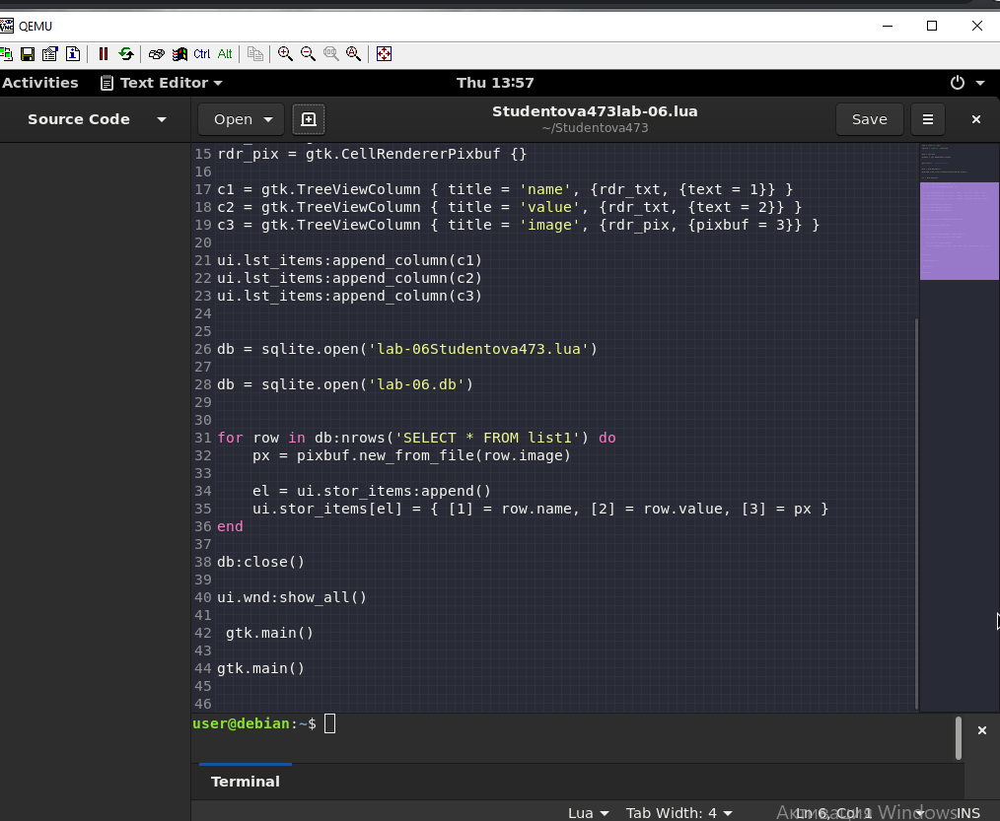 QEMU
Ctrl Alt
Activities Text Editor Thu 13:57
Source Code Open Studentova473lab-06.lua Save
~/Studentova473
15 rdr_pix = gtk.CellRendererPixbuf {}
16
17 c1 = gtk.TreeViewColumn { title = 'name', {rdr_txt, {text = 1}} }
18 c2 = gtk.TreeViewColumn { title = 'value', {rdr_txt, {text = 2}} }
19 c3 = gtk.TreeViewColumn { title = 'image', {rdr_pix, {pixbuf = 3}} }
20
21 ui.lst_items:append_column(c1)
22 ui.lst_items:append_column(c2)
23 ui.lst_items:append_column(c3)
24
25
26 db = sqlite.open('lab-06Studentova473.lua')
27
28 db = sqlite.open('lab-06.db')
29
30
31 for row in db:nrows('SELECT * FROM list1') do
32     px = pixbuf.new_from_file(row.image)
33
34     el = ui.stor_items:append()
35     ui.stor_items[el] = { [1] = row.name, [2] = row.value, [3] = px }
36 end
37
38 db:close()
39
40 ui.wnd:show_all()
41
42  gtk.main()
43
44 gtk.main()
45
46
user@debian:~$
Terminal
Lua Tab Width: 4 Ln 6, Col 1 INS
Активация Windows